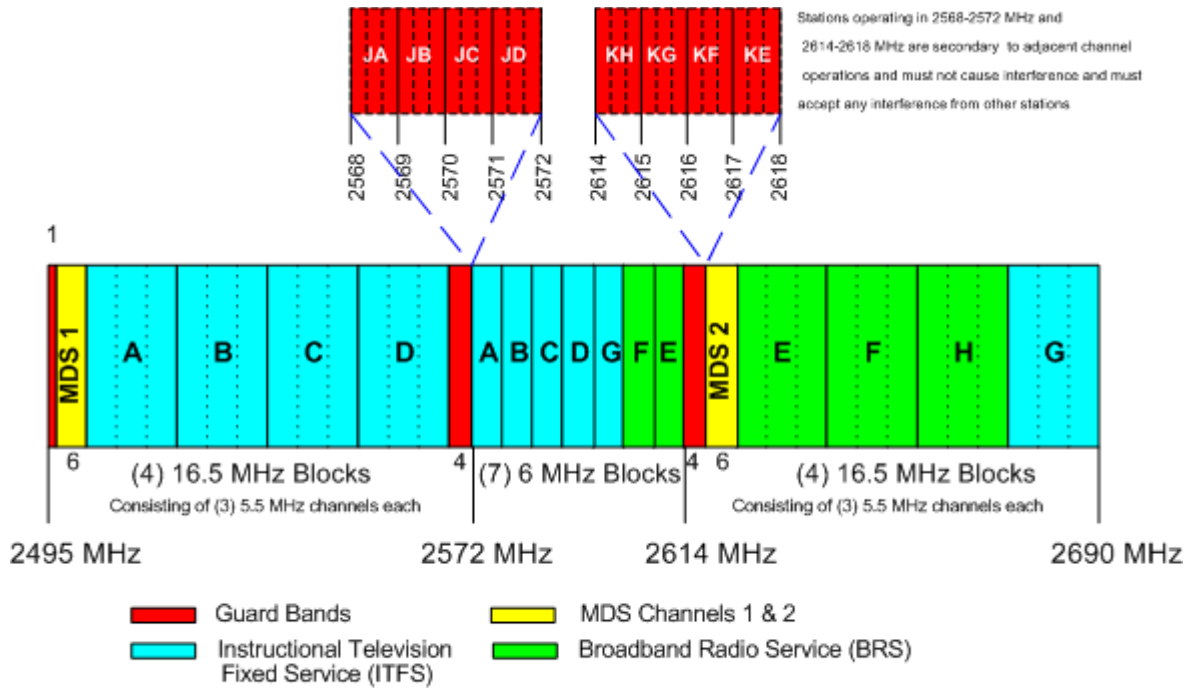 JA JB JC JD
KH KG KF KE
Stations operating in 2568-2572 MHz and
2614-2618 MHz are secondary to adjacent channel
operations and must not cause interference and must
accept any interference from other stations
2568 2569 2570 2571 2572
2614 2615 2616 2617 2618
1
MDS 1 A B C D A B C D G F E MDS 2 E F H G
6 4 4 6
(4) 16.5 MHz Blocks (7) 6 MHz Blocks (4) 16.5 MHz Blocks
Consisting of (3) 5.5 MHz channels each Consisting of (3) 5.5 MHz channels each
2495 MHz 2572 MHz 2614 MHz 2690 MHz
Guard Bands MDS Channels 1 & 2
Instructional Television Broadband Radio Service (BRS)
Fixed Service (ITFS)